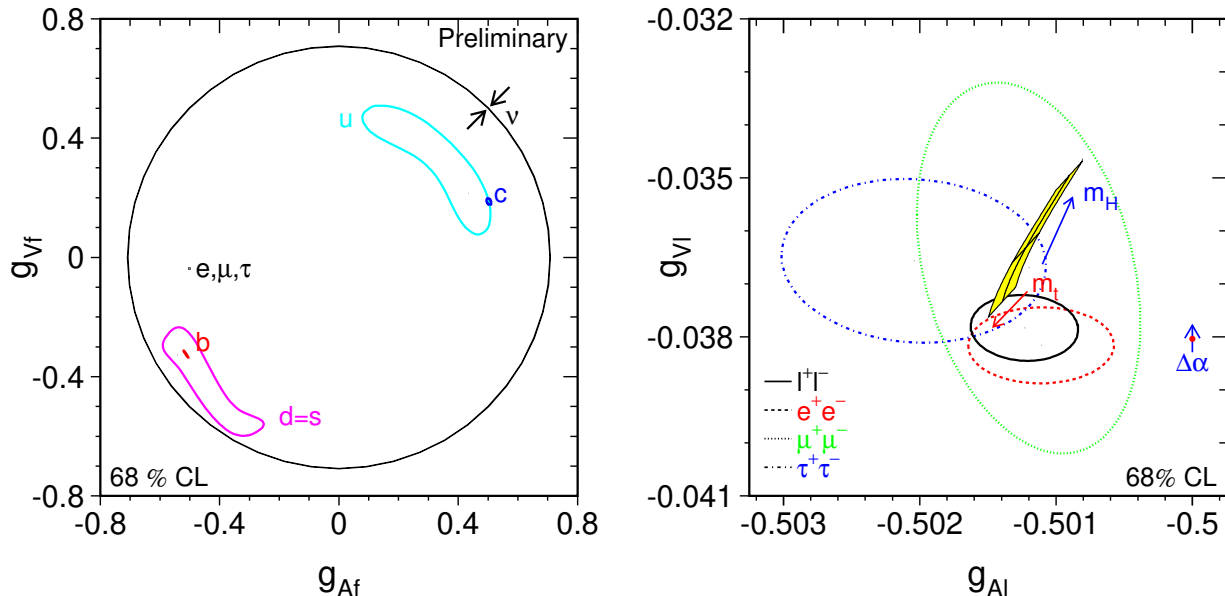 Preliminary
0.8
0.4
0
-0.4
-0.8
g_Vf
u
ν
c
e,μ,τ
b
d=s
68 % CL
-0.8 -0.4 0 0.4 0.8
g_Af
-0.032
-0.035
-0.038
-0.041
g_Vl
m_H
m_t
Δα
l⁺l⁻
e⁺e⁻
μ⁺μ⁻
τ⁺τ⁻
68% CL
-0.503 -0.502 -0.501 -0.5
g_Al